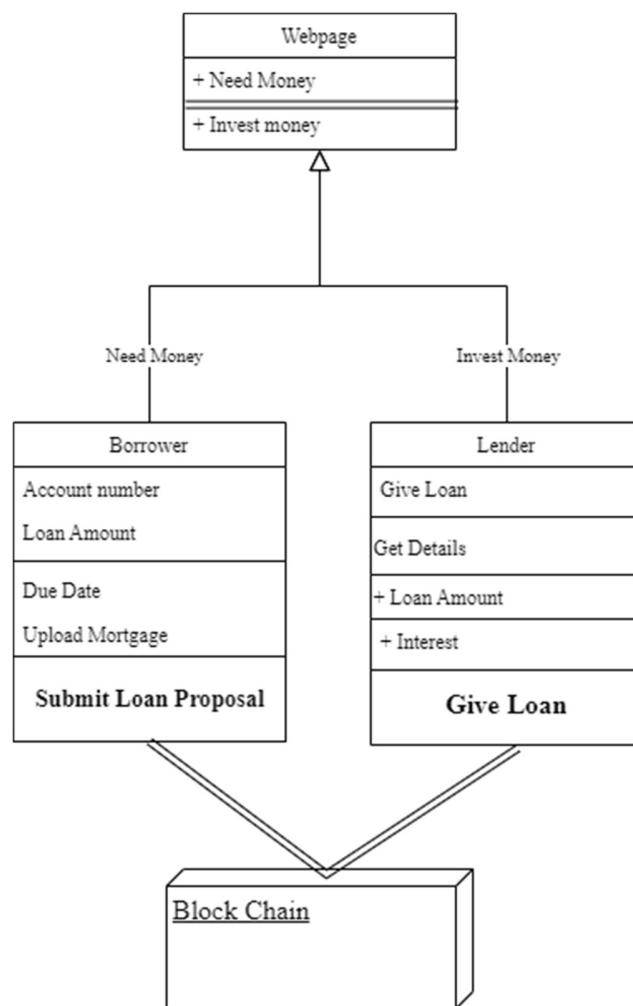 Webpage
+ Need Money
+ Invest money
Need Money
Invest Money
Borrower
Account number
Loan Amount
Due Date
Upload Mortgage
Submit Loan Proposal
Lender
Give Loan
Get Details
+ Loan Amount
+ Interest
Give Loan
Block Chain